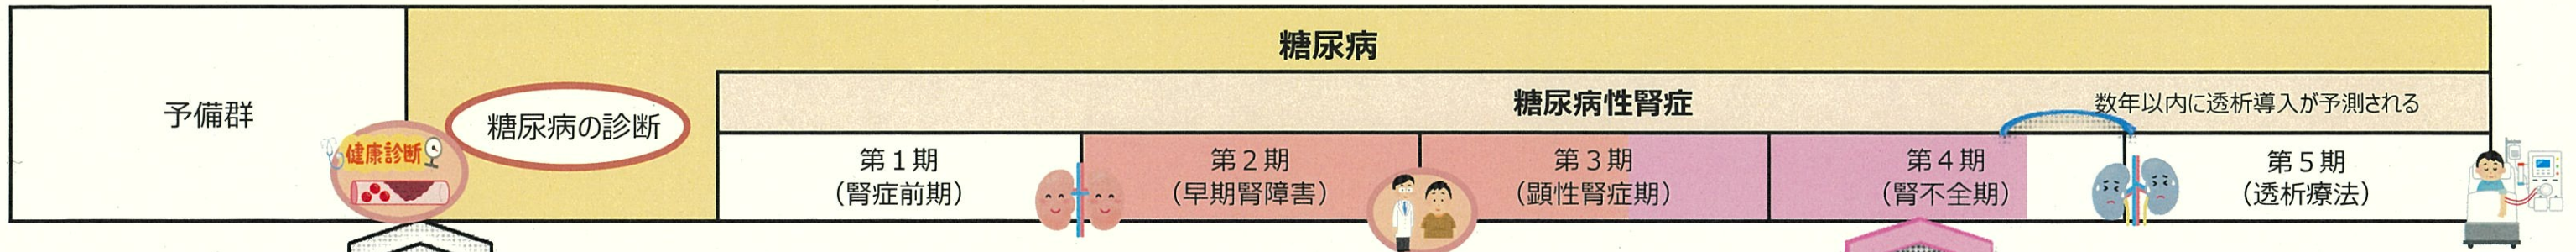 糖尿病
予備群
健康診断
糖尿病の診断
糖尿病性腎症
数年以内に透析導入が予測される
第1期
（腎症前期）
第2期
（早期腎障害）
第3期
（顕性腎症期）
第4期
（腎不全期）
第5期
（透析療法）